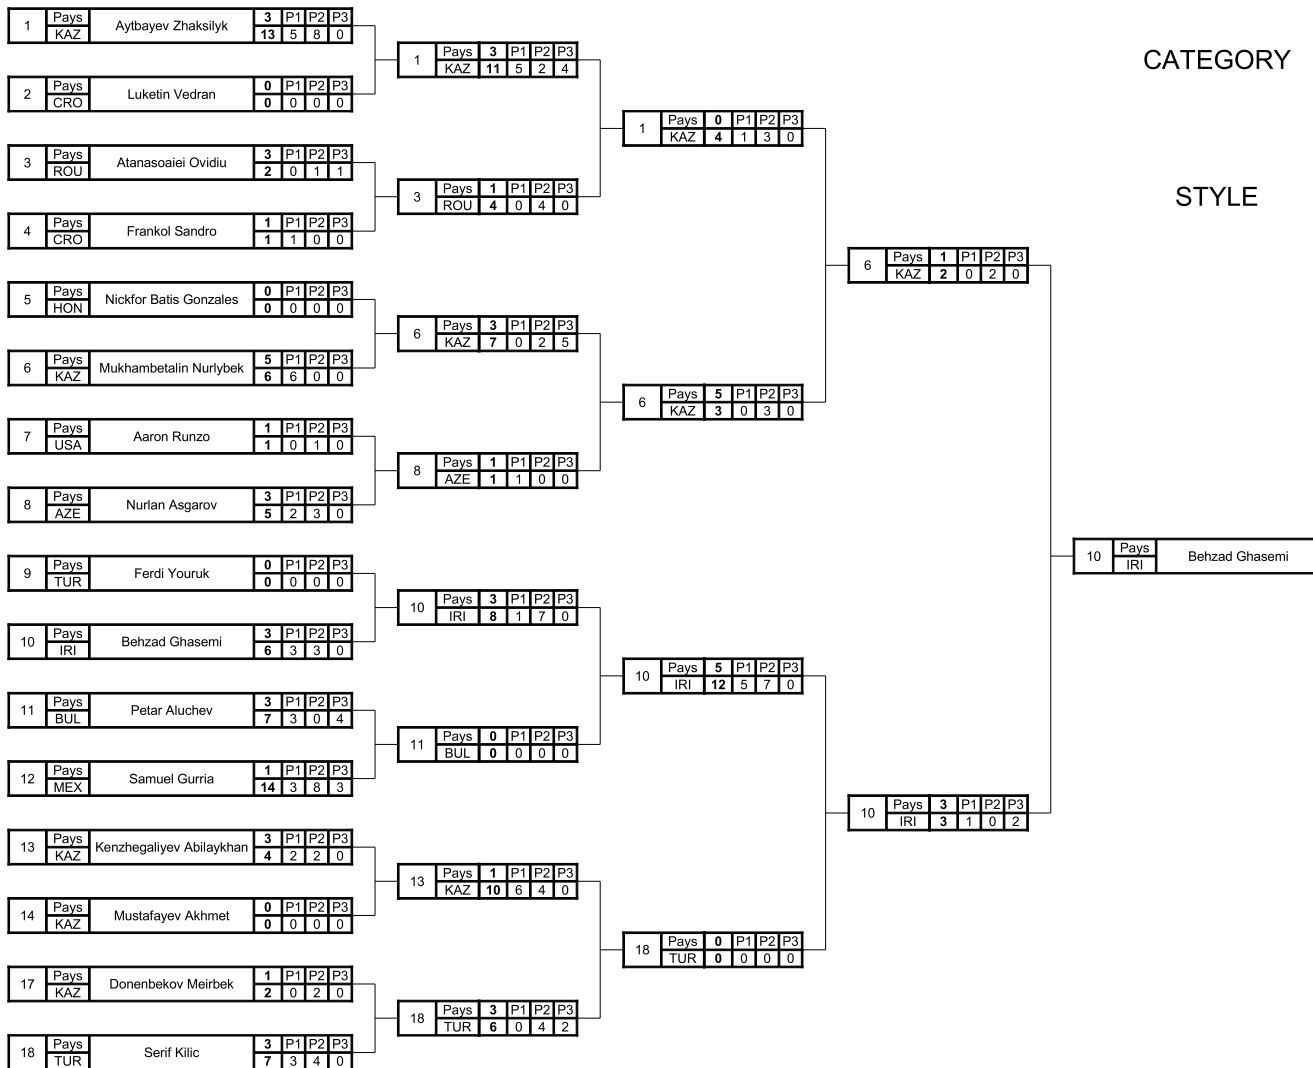 CATEGORY
STYLE
1 Pays Aytbayev Zhaksilyk 3 P1 P2 P3
KAZ 13 5 8 0
2 Pays Luketin Vedran 0 P1 P2 P3
CRO 0 0 0 0
3 Pays Atanasoaiei Ovidiu 3 P1 P2 P3
ROU 2 0 1 1
4 Pays Frankol Sandro 1 P1 P2 P3
CRO 1 1 0 0
5 Pays Nickfor Batis Gonzales 0 P1 P2 P3
HON 0 0 0 0
6 Pays Mukhambetalin Nurlybek 5 P1 P2 P3
KAZ 6 6 0 0
7 Pays Aaron Runzo 1 P1 P2 P3
USA 1 0 1 0
8 Pays Nurlan Asgarov 3 P1 P2 P3
AZE 5 2 3 0
9 Pays Ferdi Youruk 0 P1 P2 P3
TUR 0 0 0 0
10 Pays Behzad Ghasemi 3 P1 P2 P3
IRI 6 3 3 0
11 Pays Petar Aluchev 3 P1 P2 P3
BUL 7 3 0 4
12 Pays Samuel Gurria 1 P1 P2 P3
MEX 14 3 8 3
13 Pays Kenzhegaliyev Abilaykhan 3 P1 P2 P3
KAZ 4 2 2 0
14 Pays Mustafayev Akhmet 0 P1 P2 P3
KAZ 0 0 0 0
17 Pays Donenbekov Meirbek 1 P1 P2 P3
KAZ 2 0 2 0
18 Pays Serif Kilic 3 P1 P2 P3
TUR 7 3 4 0
1 Pays 3 P1 P2 P3
KAZ 11 5 2 4
3 Pays 1 P1 P2 P3
ROU 4 0 4 0
6 Pays 3 P1 P2 P3
KAZ 7 0 2 5
8 Pays 1 P1 P2 P3
AZE 1 1 0 0
10 Pays 3 P1 P2 P3
IRI 8 1 7 0
11 Pays 0 P1 P2 P3
BUL 0 0 0 0
13 Pays 1 P1 P2 P3
KAZ 10 6 4 0
18 Pays 3 P1 P2 P3
TUR 6 0 4 2
1 Pays 0 P1 P2 P3
KAZ 4 1 3 0
6 Pays 5 P1 P2 P3
KAZ 3 0 3 0
10 Pays 5 P1 P2 P3
IRI 12 5 7 0
18 Pays 0 P1 P2 P3
TUR 0 0 0 0
6 Pays 1 P1 P2 P3
KAZ 2 0 2 0
10 Pays 3 P1 P2 P3
IRI 3 1 0 2
10 Pays Behzad Ghasemi
IRI